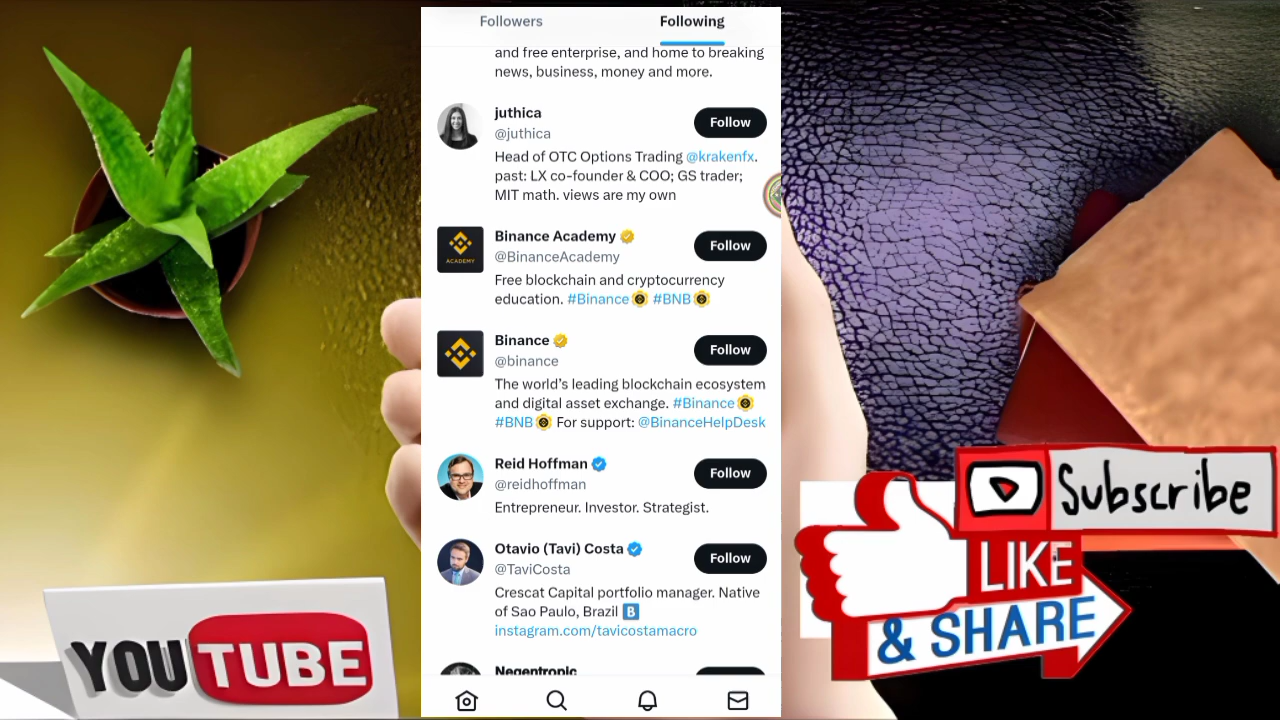 Followers
Following
and free enterprise, and home to breaking
news, business, money and more.
juthica
Follow
@juthica
Head of OTC Options Trading @krakenfx.
past: LX co-founder & COO; GS trader;
MIT math. views are my own
Binance Academy
Follow
@BinanceAcademy
ACADEMY
Free blockchain and cryptocurrency
education. #Binance #BNB
Binance
Follow
@binance
The world’s leading blockchain ecosystem
and digital asset exchange. #Binance
#BNB For support: @BinanceHelpDesk
Reid Hoffman
Follow
@reidhoffman
Entrepreneur. Investor. Strategist.
Otavio (Tavi) Costa
Follow
@TaviCosta
Crescat Capital portfolio manager. Native
of Sao Paulo, Brazil B
instagram.com/tavicostamacro
Negentropic
YOUTUBE
Subscribe
LIKE
& SHARE